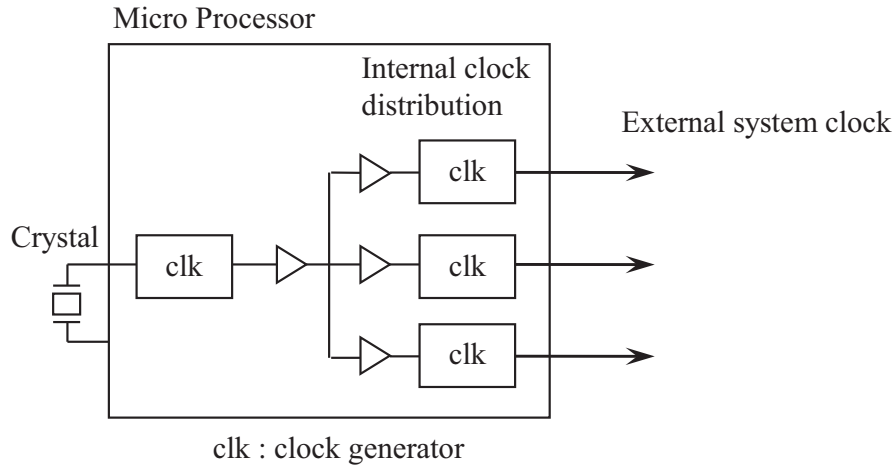 Micro Processor
Internal clock
distribution
External system clock
clk
Crystal
clk
clk
clk
clk : clock generator